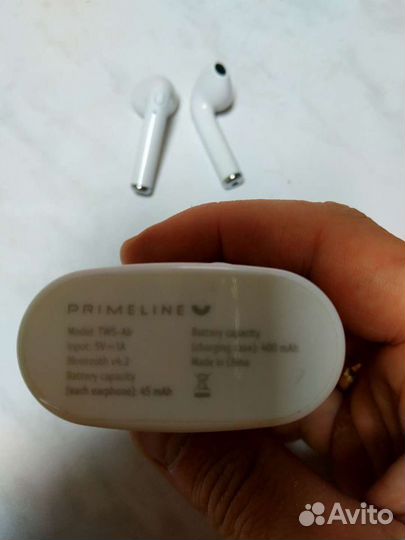 PRIMELINE
Model: TWS-Air
Input: 5V⎓1A
Bluetooth v4.2
Battery capacity
(each earphone): 45 mAh
Battery capacity
(charging case): 400 mAh
Made in China
Avito